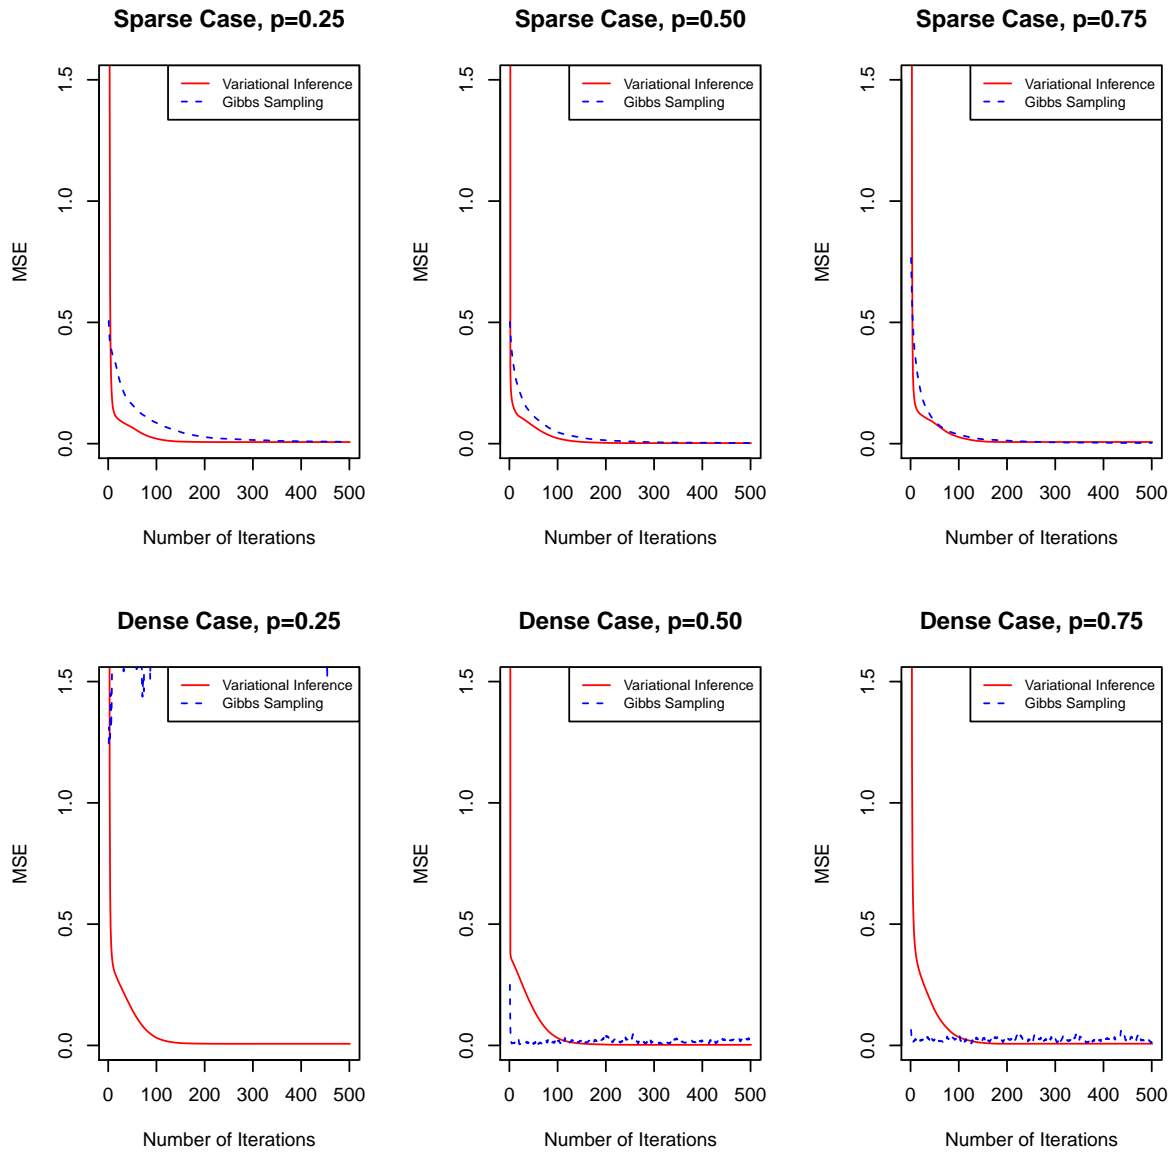 Sparse Case, p=0.25
Variational Inference
Gibbs Sampling
MSE
0.0
0.5
1.0
1.5
0 100 200 300 400 500
Number of Iterations
Sparse Case, p=0.50
Variational Inference
Gibbs Sampling
MSE
0.0
0.5
1.0
1.5
0 100 200 300 400 500
Number of Iterations
Sparse Case, p=0.75
Variational Inference
Gibbs Sampling
MSE
0.0
0.5
1.0
1.5
0 100 200 300 400 500
Number of Iterations
Dense Case, p=0.25
Variational Inference
Gibbs Sampling
MSE
0.0
0.5
1.0
1.5
0 100 200 300 400 500
Number of Iterations
Dense Case, p=0.50
Variational Inference
Gibbs Sampling
MSE
0.0
0.5
1.0
1.5
0 100 200 300 400 500
Number of Iterations
Dense Case, p=0.75
Variational Inference
Gibbs Sampling
MSE
0.0
0.5
1.0
1.5
0 100 200 300 400 500
Number of Iterations